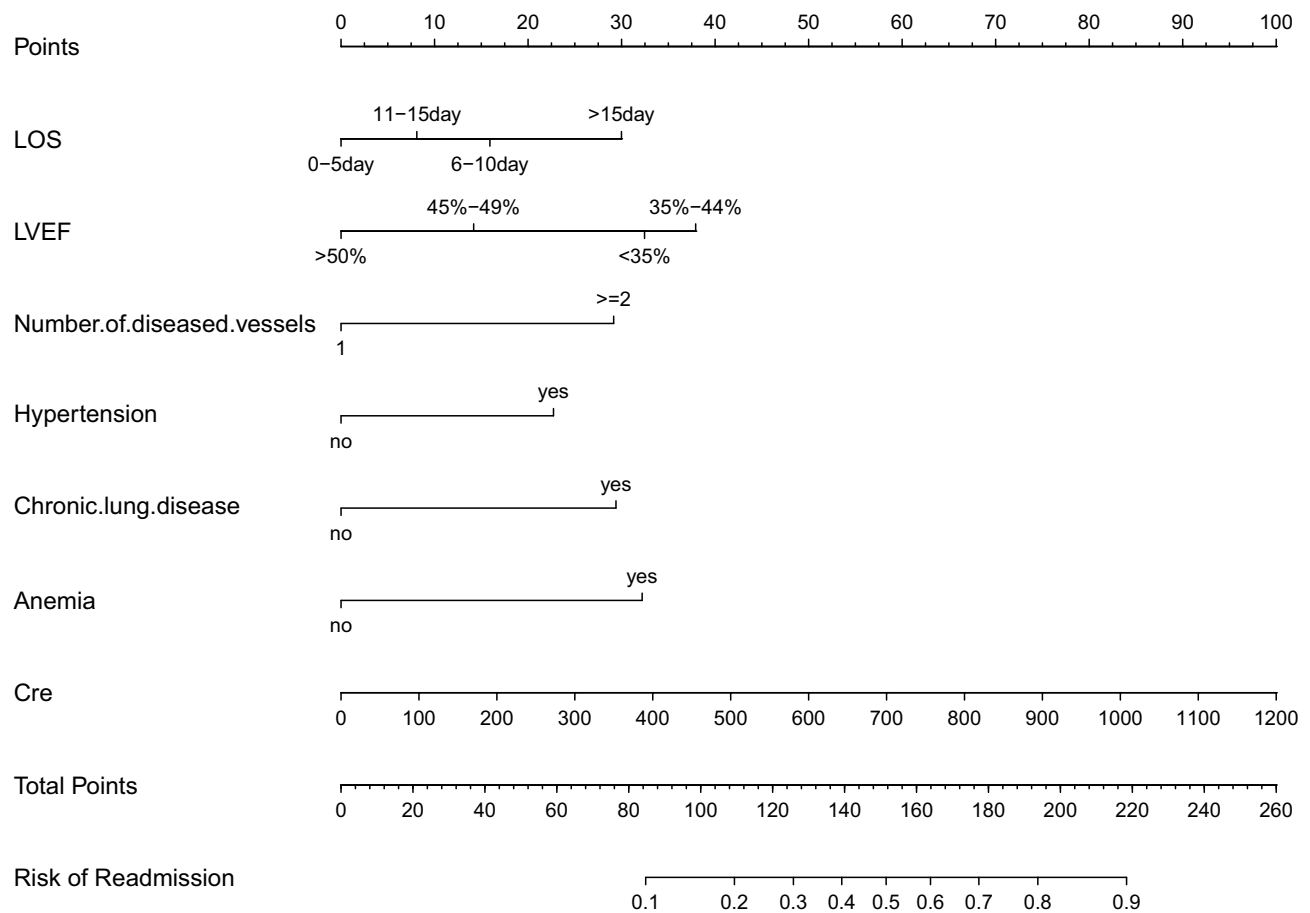 Points
0 10 20 30 40 50 60 70 80 90 100
LOS
11−15day >15day
0−5day 6−10day
LVEF
45%−49% 35%−44%
>50% <35%
Number.of.diseased.vessels
>=2
1
Hypertension
yes
no
Chronic.lung.disease
yes
no
Anemia
yes
no
Cre
0 100 200 300 400 500 600 700 800 900 1000 1100 1200
Total Points
0 20 40 60 80 100 120 140 160 180 200 220 240 260
Risk of Readmission
0.1 0.2 0.3 0.4 0.5 0.6 0.7 0.8 0.9